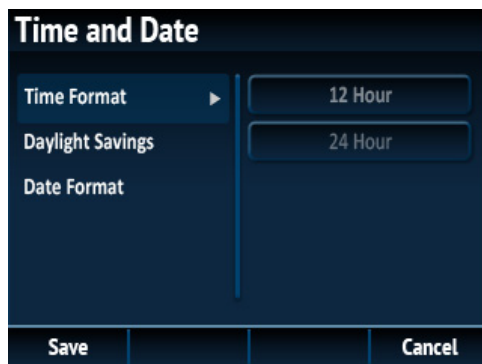 Time and Date
Time Format
12 Hour
Daylight Savings
24 Hour
Date Format
Save
Cancel